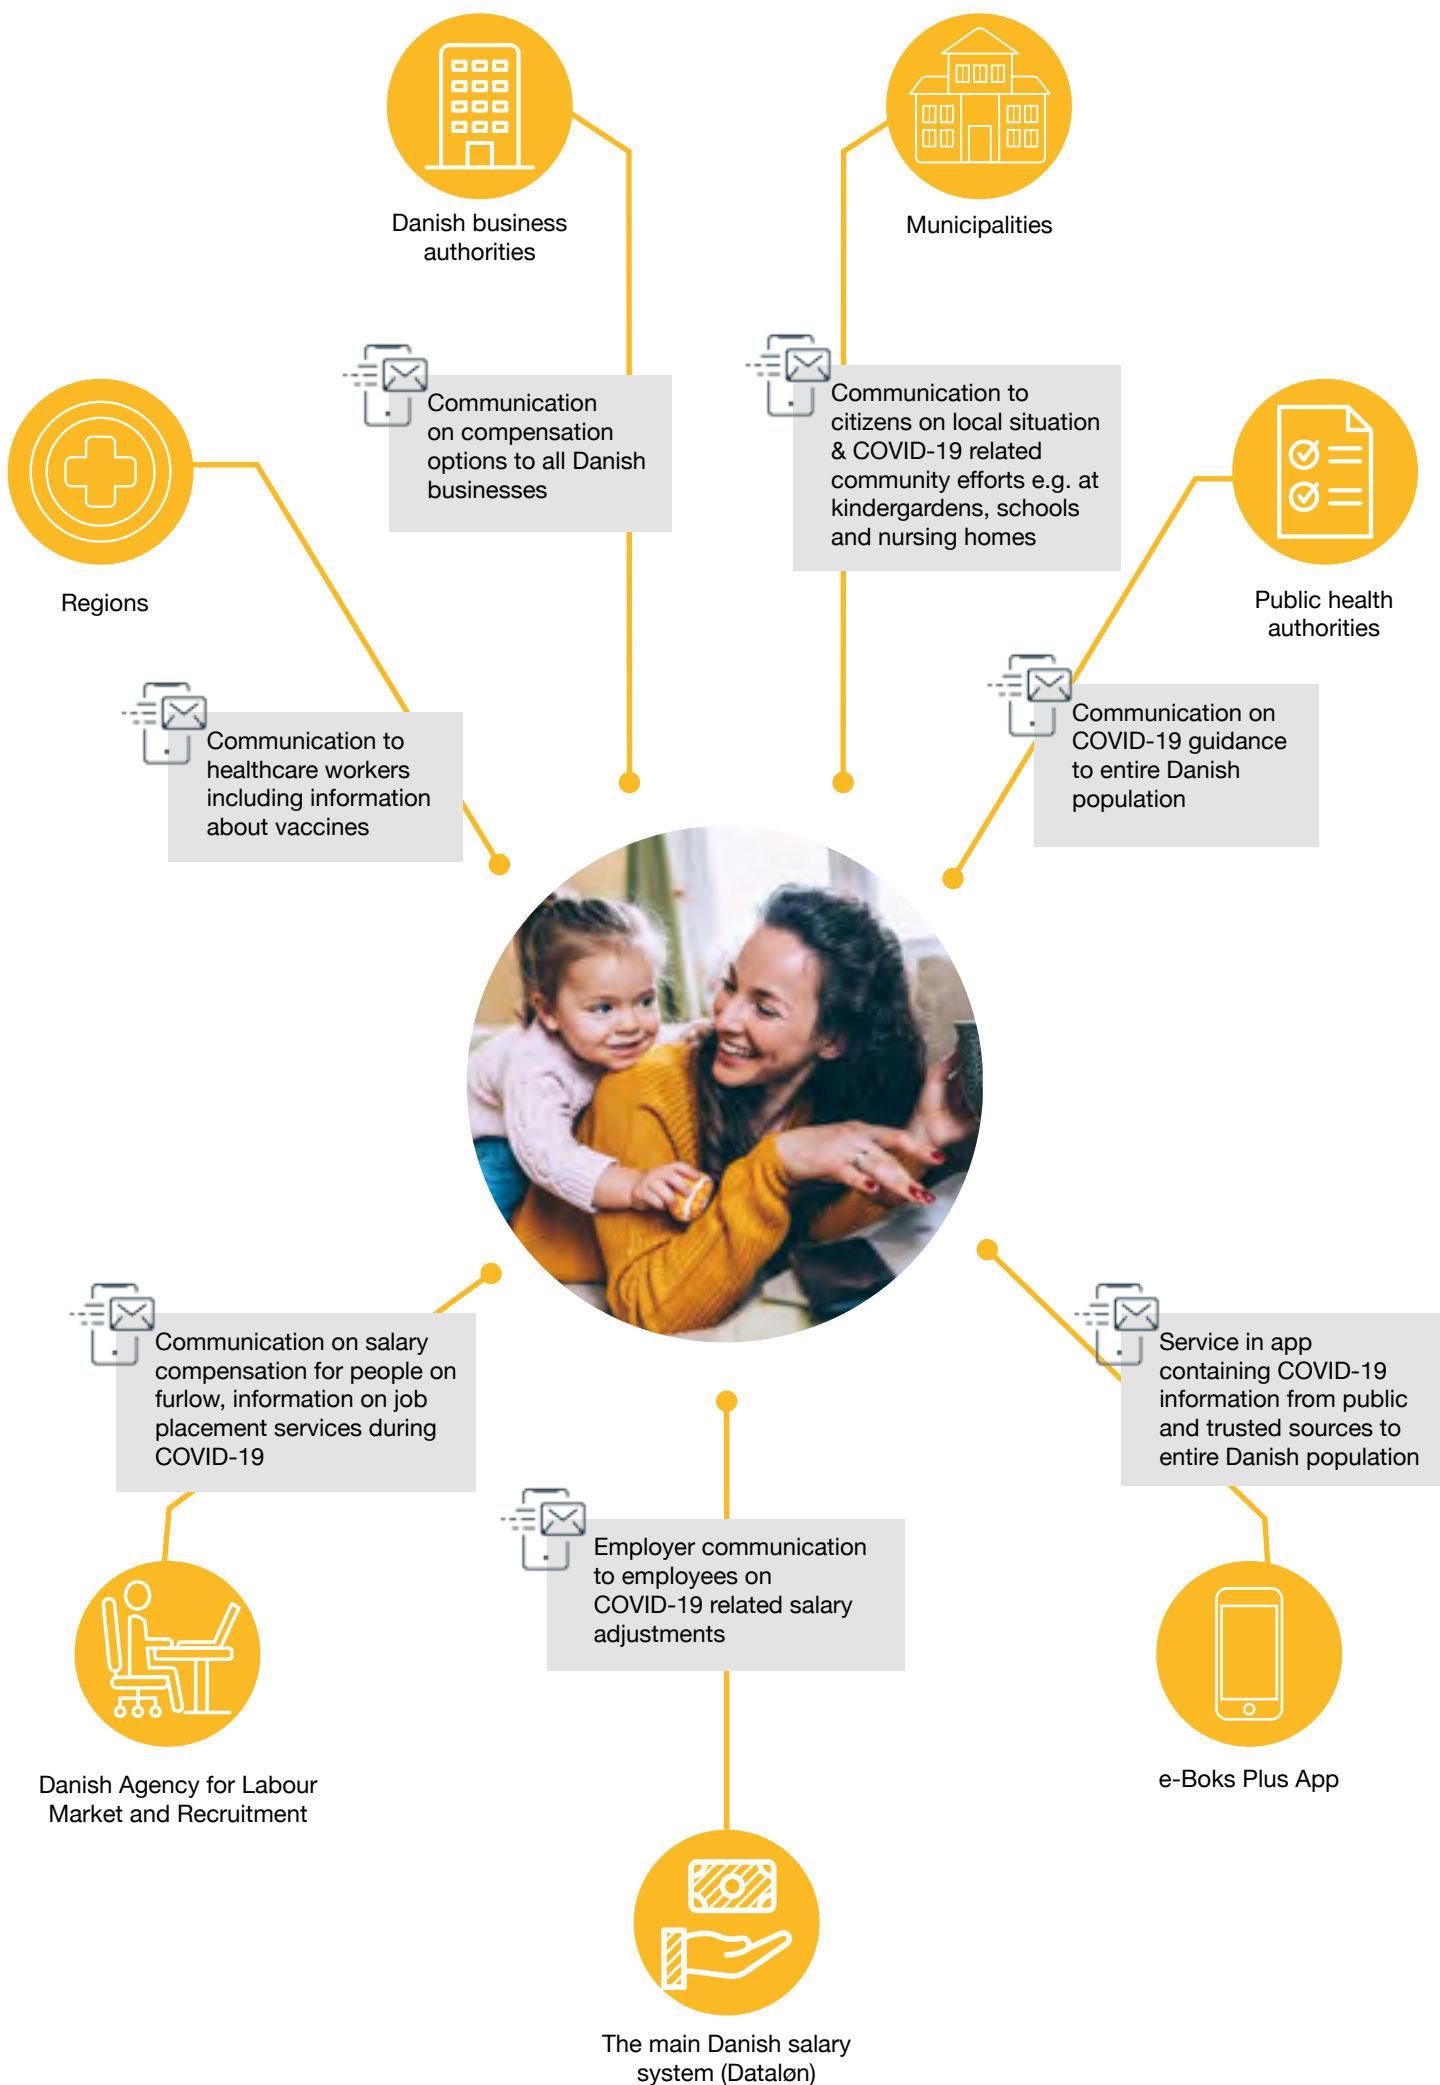 Danish business
authorities
Municipalities
Communication
on compensation
options to all Danish
businesses
Communication to
citizens on local situation
& COVID-19 related
community efforts e.g. at
kindergardens, schools
and nursing homes
Regions
Public health
authorities
Communication to
healthcare workers
including information
about vaccines
Communication on
COVID-19 guidance
to entire Danish
population
Communication on salary
compensation for people on
furlow, information on job
placement services during
COVID-19
Service in app
containing COVID-19
information from public
and trusted sources to
entire Danish population
Employer communication
to employees on
COVID-19 related salary
adjustments
Danish Agency for Labour
Market and Recruitment
e-Boks Plus App
The main Danish salary
system (Dataløn)